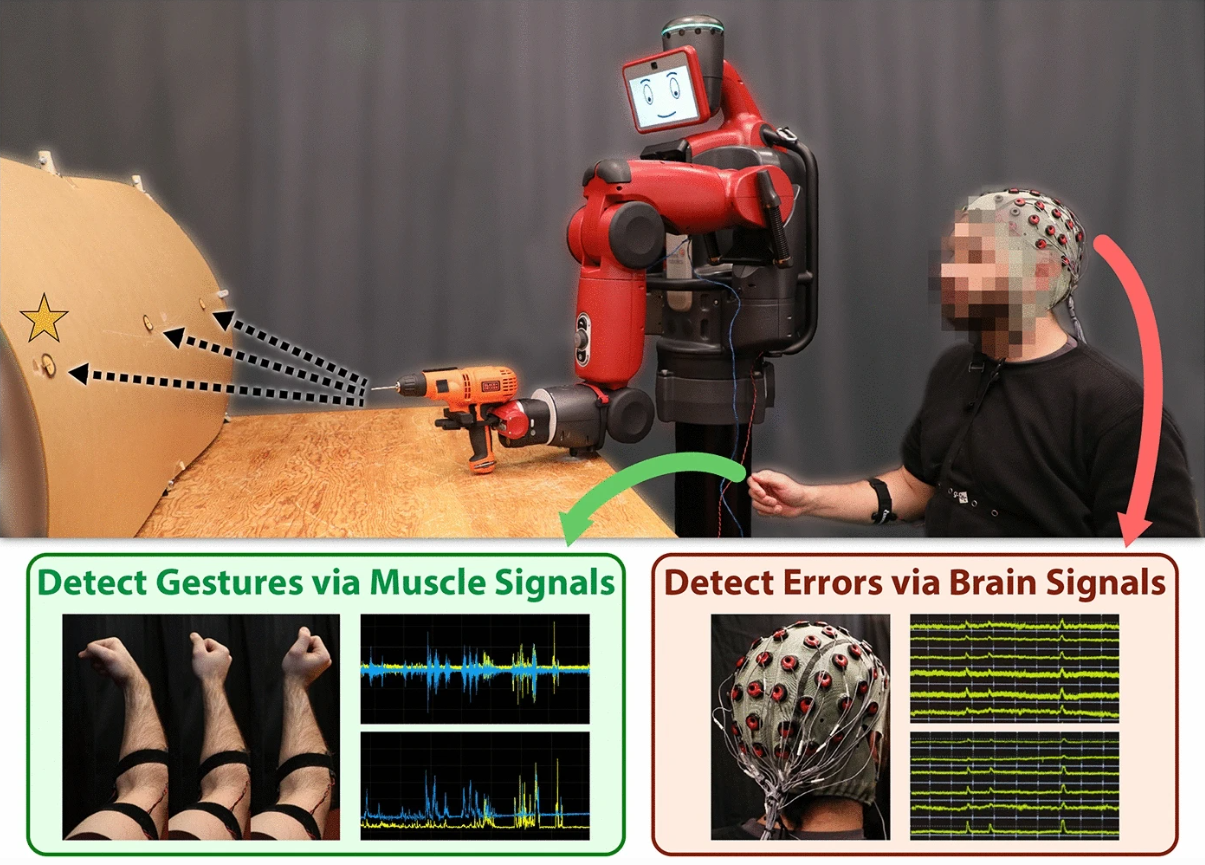 Detect Gestures via Muscle Signals
Detect Errors via Brain Signals